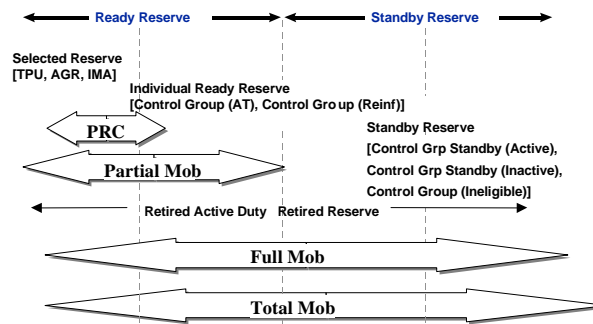 Ready Reserve
Standby Reserve
Selected Reserve
[TPU, AGR, IMA]
Individual Ready Reserve
[Control Group (AT), Control Group (Reinf)]
PRC
Standby Reserve
[Control Grp Standby (Active),
Control Grp Standby (Inactive),
Control Group (Ineligible)]
Partial Mob
Retired Active Duty Retired Reserve
Full Mob
Total Mob